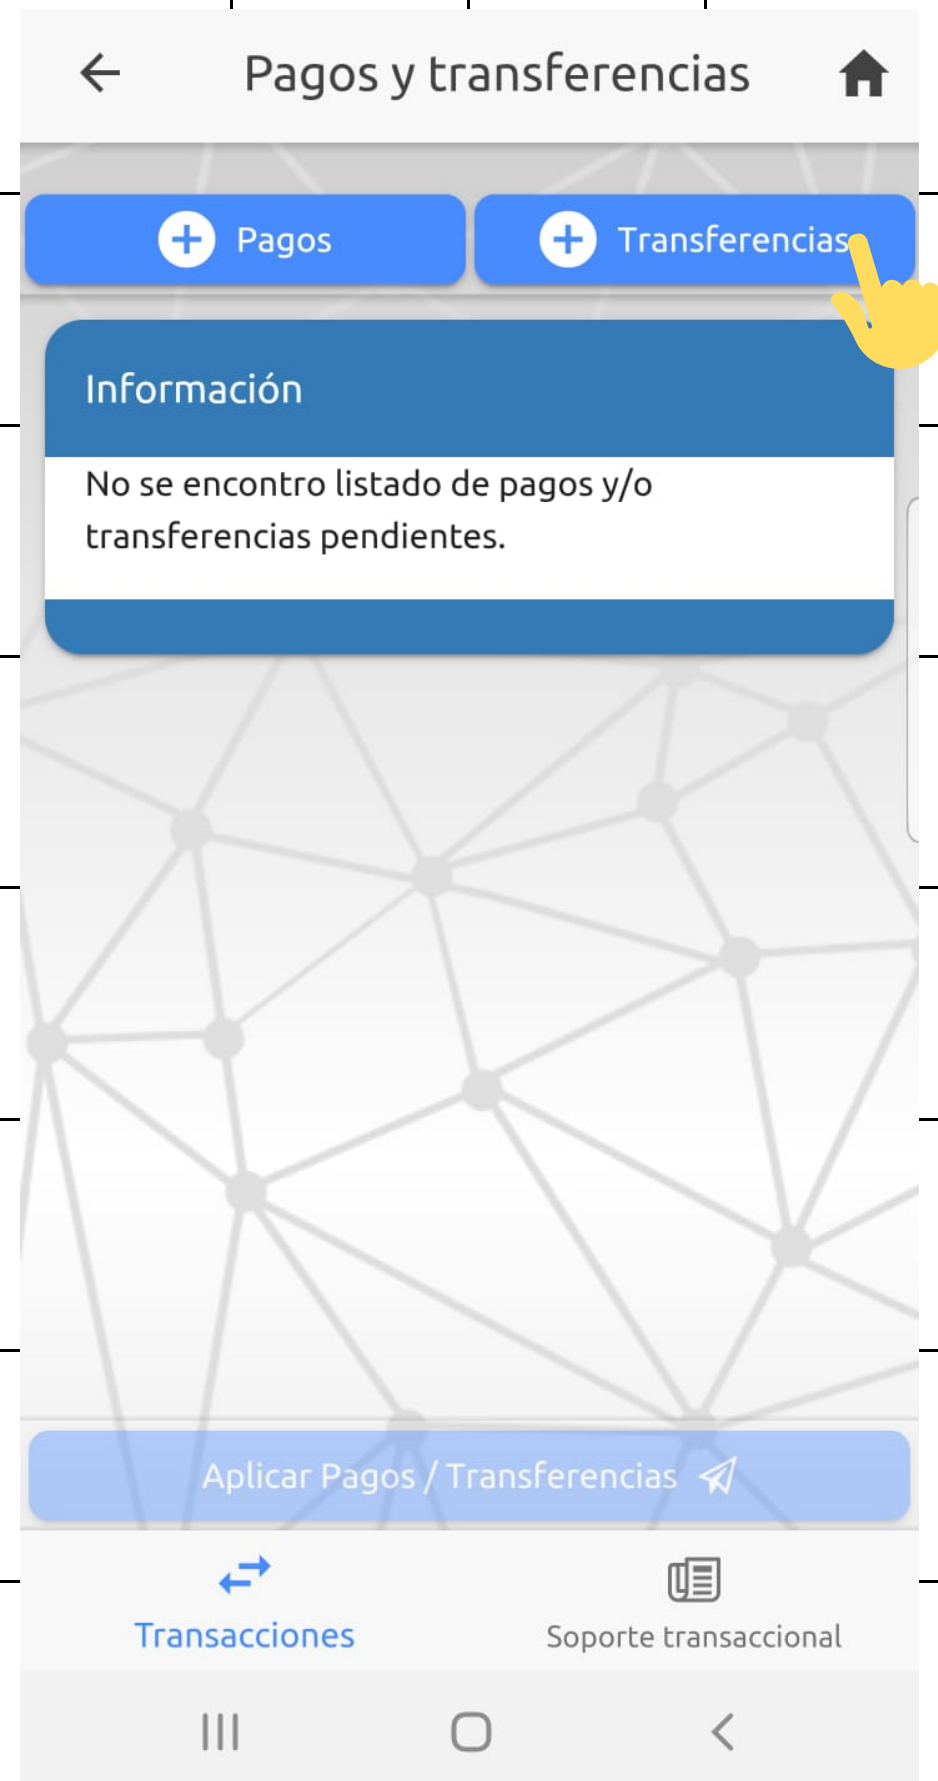 Pagos y transferencias
Pagos
Transferencias
Información
No se encontro listado de pagos y/o
transferencias pendientes.
Aplicar Pagos / Transferencias
Transacciones
Soporte transaccional